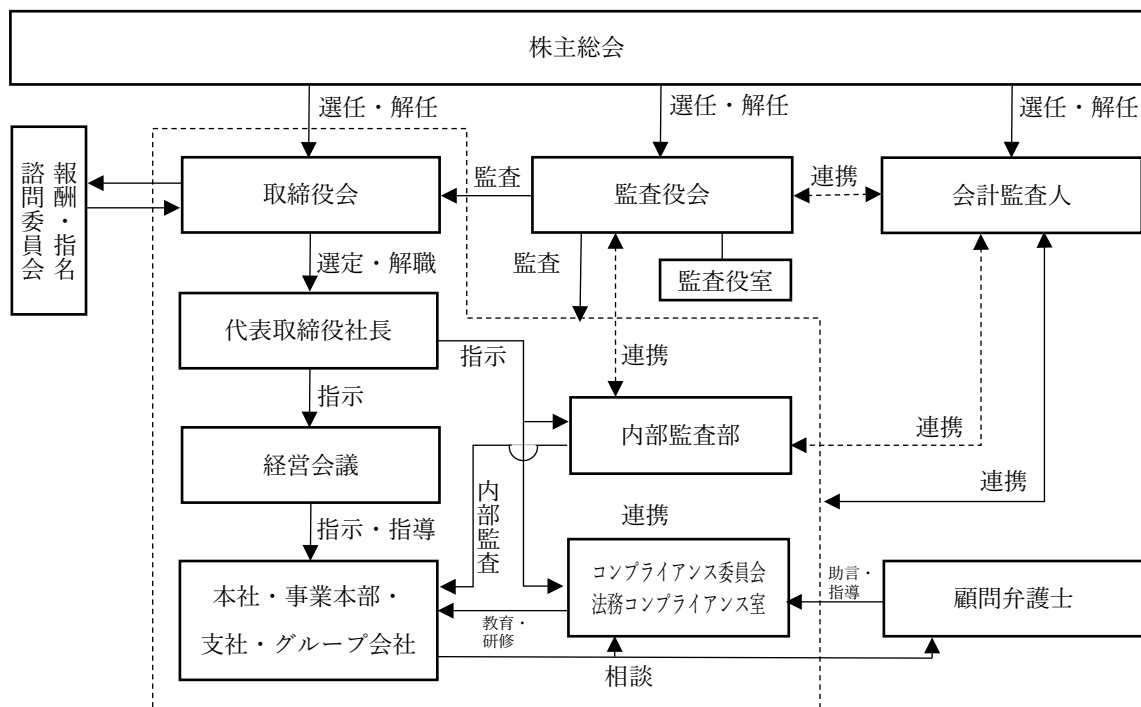 株主総会
選任・解任
選任・解任
選任・解任
報酬・指名
諮問委員会
取締役会
監査
監査役会
連携
会計監査人
選定・解職
監査
監査役室
代表取締役社長
指示
連携
指示
内部監査部
連携
経営会議
内部監査
連携
指示・指導
連携
コンプライアンス委員会
法務コンプライアンス室
助言・
指導
顧問弁護士
本社・事業本部・
支社・グループ会社
教育・
研修
相談